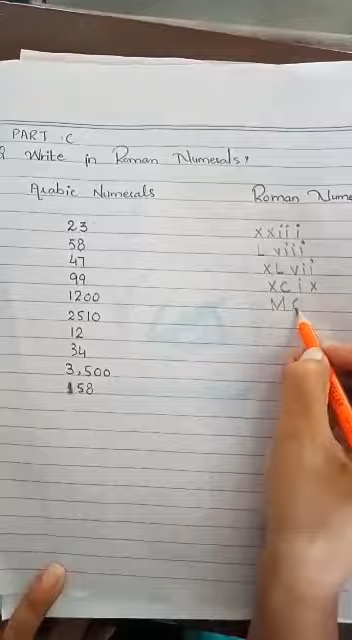 PART :C
Write in Roman Numerals?
Arabic Numerals Roman Nume
23 xxiii
58 Lviii
47 xLvii
99 xcix
1200 MC
2510
12
34
3,500
158